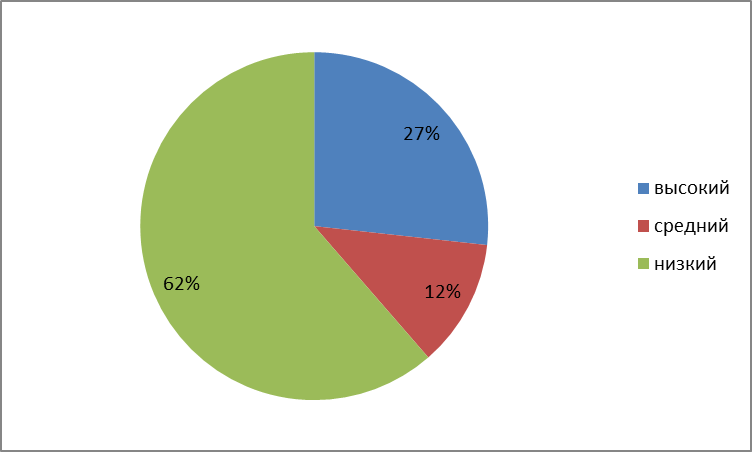 27%
12%
62%
высокий
средний
низкий